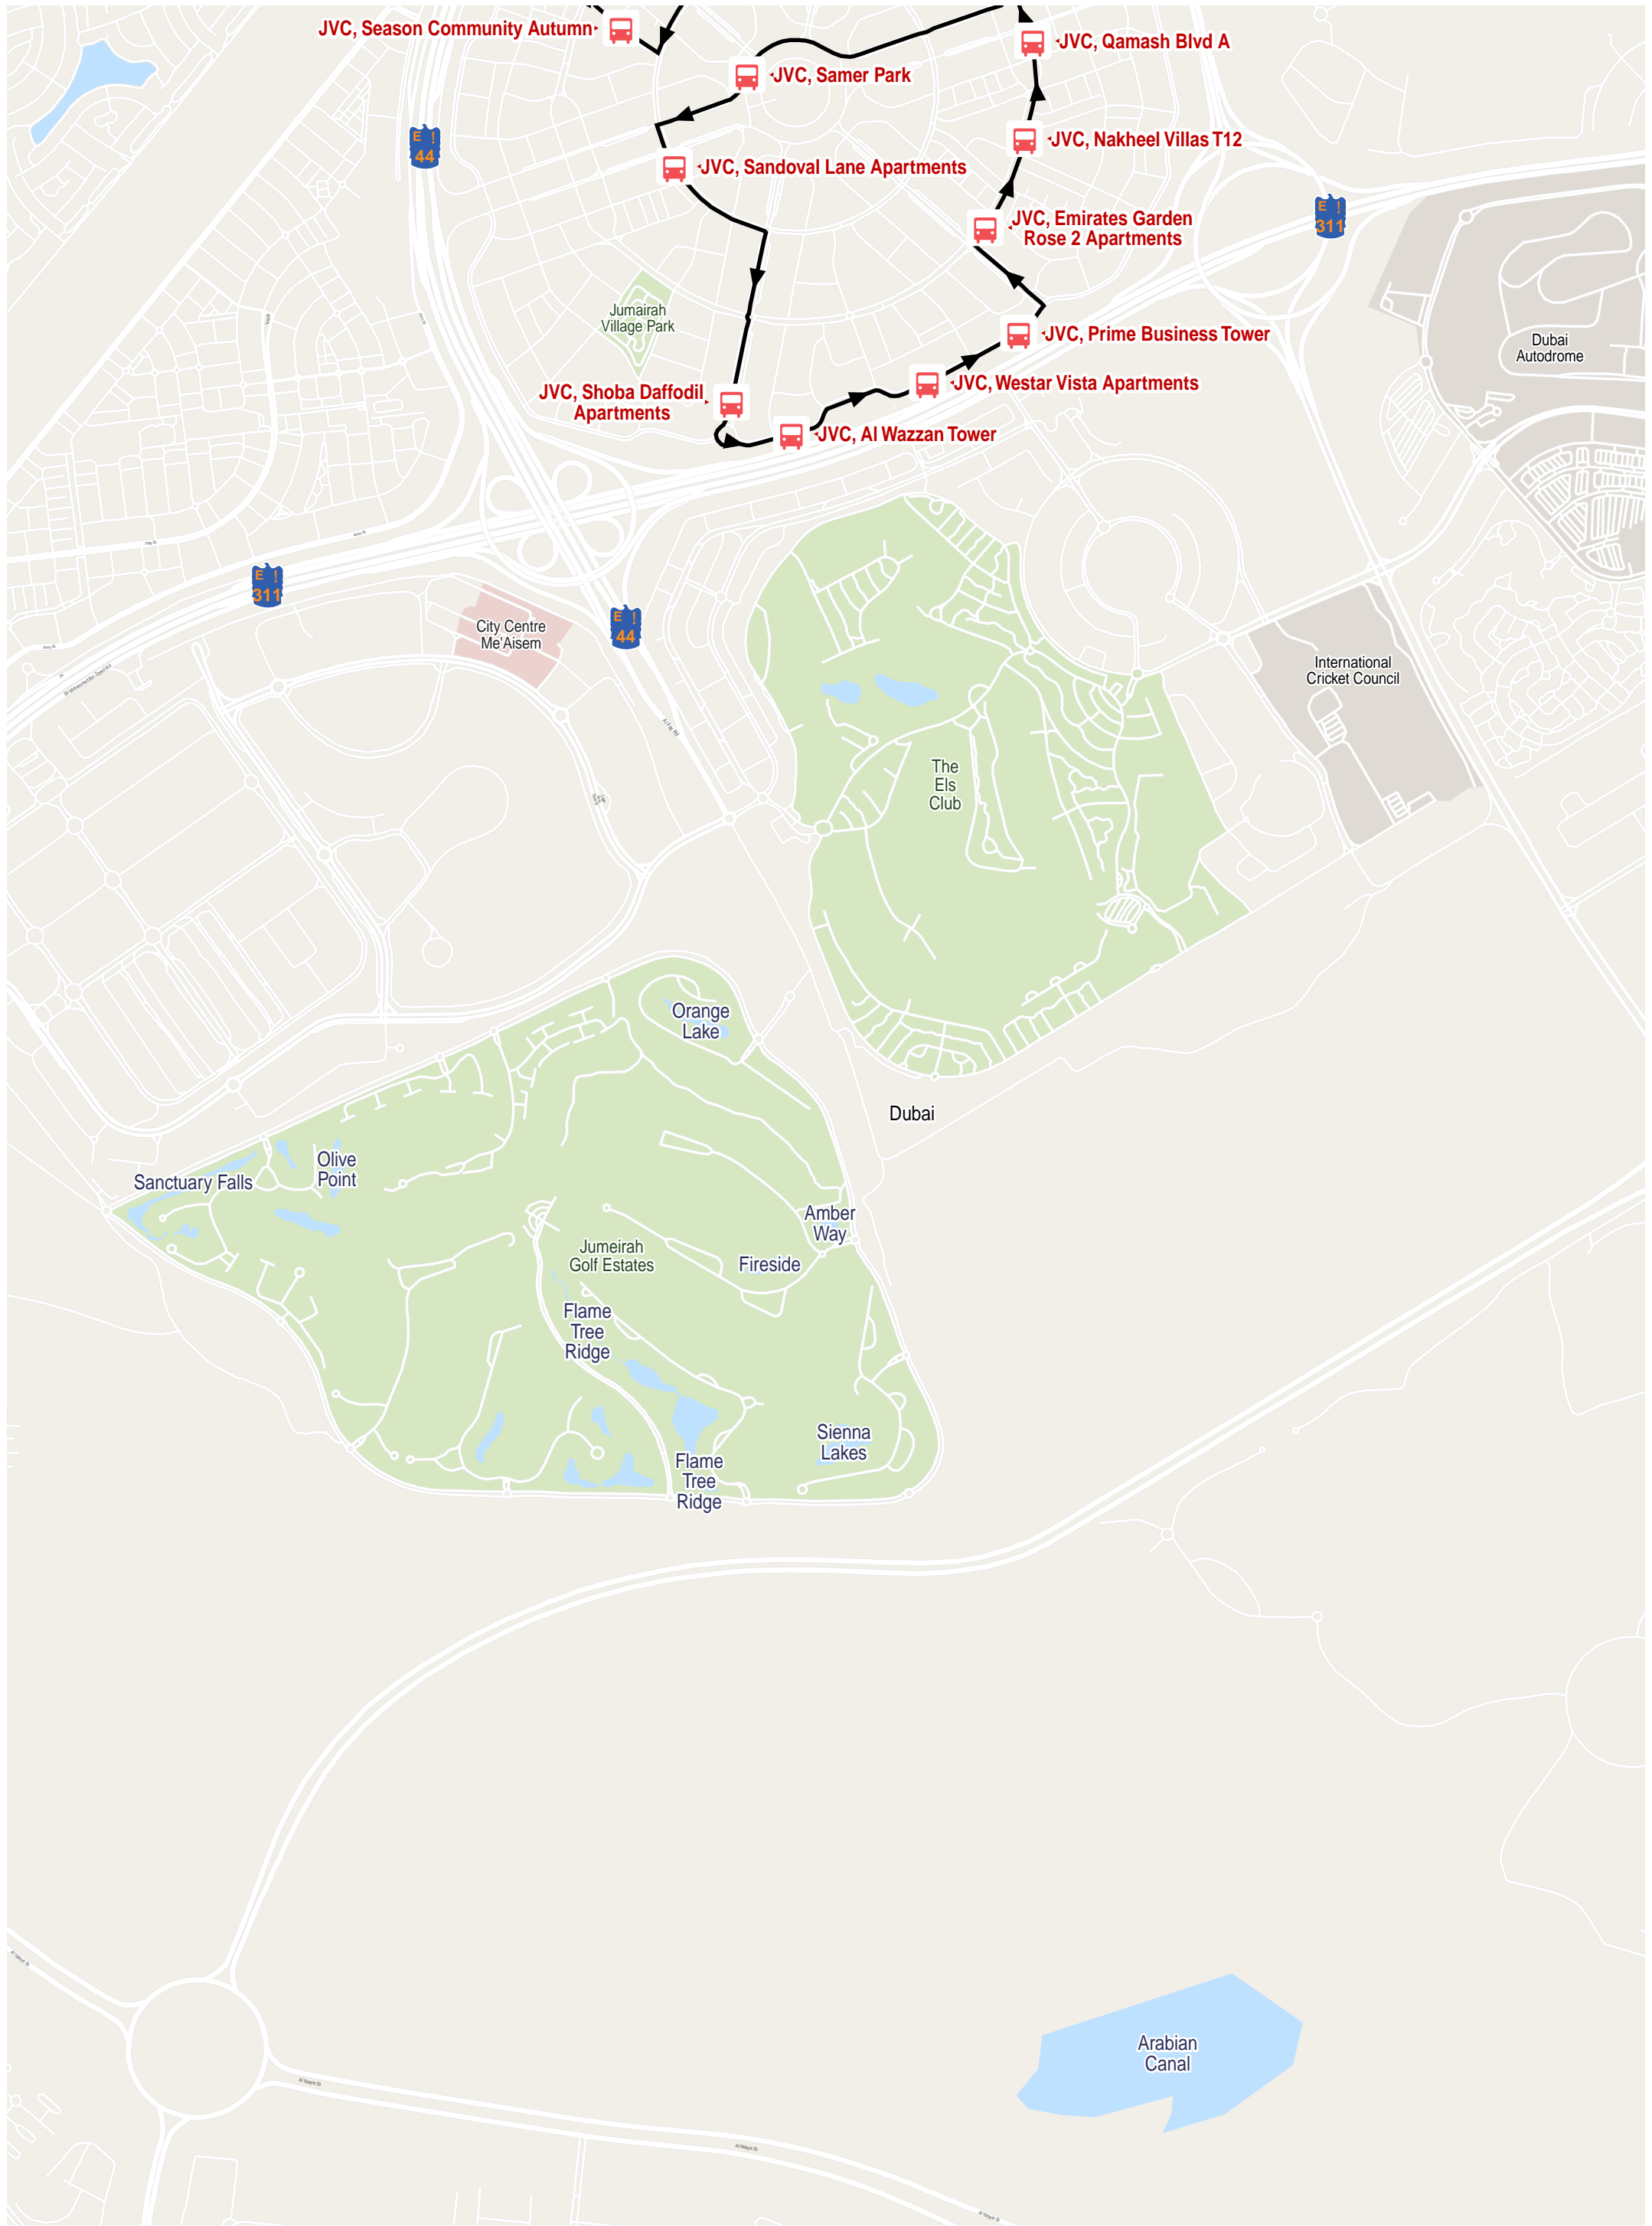 JVC, Season Community Autumn
JVC, Qamash Blvd A
JVC, Samer Park
E
44
JVC, Nakheel Villas T12
JVC, Sandoval Lane Apartments
E
311
JVC, Emirates Garden
Rose 2 Apartments
Jumairah
Village Park
JVC, Prime Business Tower
Dubai
Autodrome
JVC, Westar Vista Apartments
JVC, Shoba Daffodil
Apartments
JVC, Al Wazzan Tower
E
311
City Centre
Me'Aisem
E
44
International
Cricket Council
The
Els
Club
Orange
Lake
Dubai
Olive
Point
Sanctuary Falls
Amber
Way
Jumeirah
Golf Estates
Fireside
Flame
Tree
Ridge
Sienna
Lakes
Flame
Tree
Ridge
Arabian
Canal